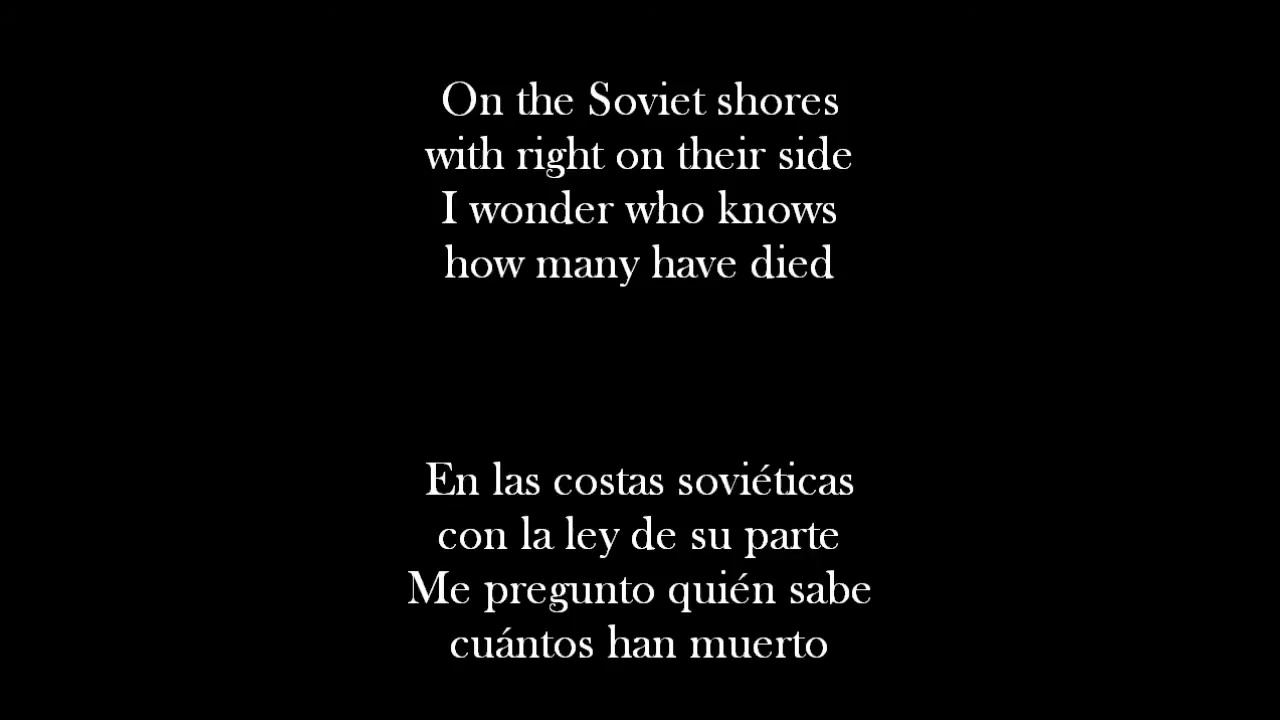 On the Soviet shores
with right on their side
I wonder who knows
how many have died
En las costas soviéticas
con la ley de su parte
Me pregunto quién sabe
cuántos han muerto